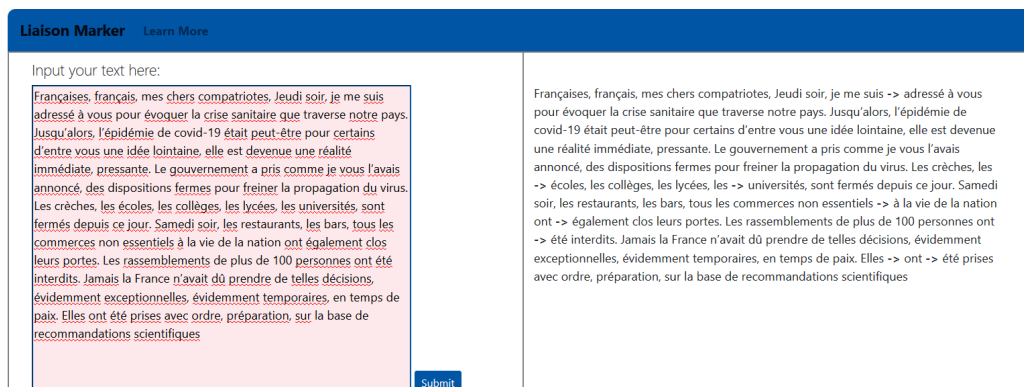 Liaison Marker Learn More
Input your text here:
Françaises, français, mes chers compatriotes, Jeudi soir, je me suis
adressé à vous pour évoquer la crise sanitaire que traverse notre pays.
Jusqu'alors, l'épidémie de covid-19 était peut-être pour certains
d'entre vous une idée lointaine, elle est devenue une réalité
immédiate, pressante. Le gouvernement a pris comme je vous l'avais
annoncé, des dispositions fermes pour freiner la propagation du virus.
Les crèches, les écoles, les collèges, les lycées, les universités, sont
fermés depuis ce jour. Samedi soir, les restaurants, les bars, tous les
commerces non essentiels à la vie de la nation ont également clos
leurs portes. Les rassemblements de plus de 100 personnes ont été
interdits. Jamais la France n'avait dû prendre de telles décisions,
évidemment exceptionnelles, évidemment temporaires, en temps de
paix. Elles ont été prises avec ordre, préparation, sur la base de
recommandations scientifiques
Submit
Françaises, français, mes chers compatriotes, Jeudi soir, je me suis -> adressé à vous
pour évoquer la crise sanitaire que traverse notre pays. Jusqu'alors, l'épidémie de
covid-19 était peut-être pour certains d'entre vous une idée lointaine, elle est devenue
une réalité immédiate, pressante. Le gouvernement a pris comme je vous l'avais
annoncé, des dispositions fermes pour freiner la propagation du virus. Les crèches, les
-> écoles, les collèges, les lycées, les -> universités, sont fermés depuis ce jour. Samedi
soir, les restaurants, les bars, tous les commerces non essentiels -> à la vie de la nation
ont -> également clos leurs portes. Les rassemblements de plus de 100 personnes ont
-> été interdits. Jamais la France n'avait dû prendre de telles décisions, évidemment
exceptionnelles, évidemment temporaires, en temps de paix. Elles -> ont -> été prises
avec ordre, préparation, sur la base de recommandations scientifiques